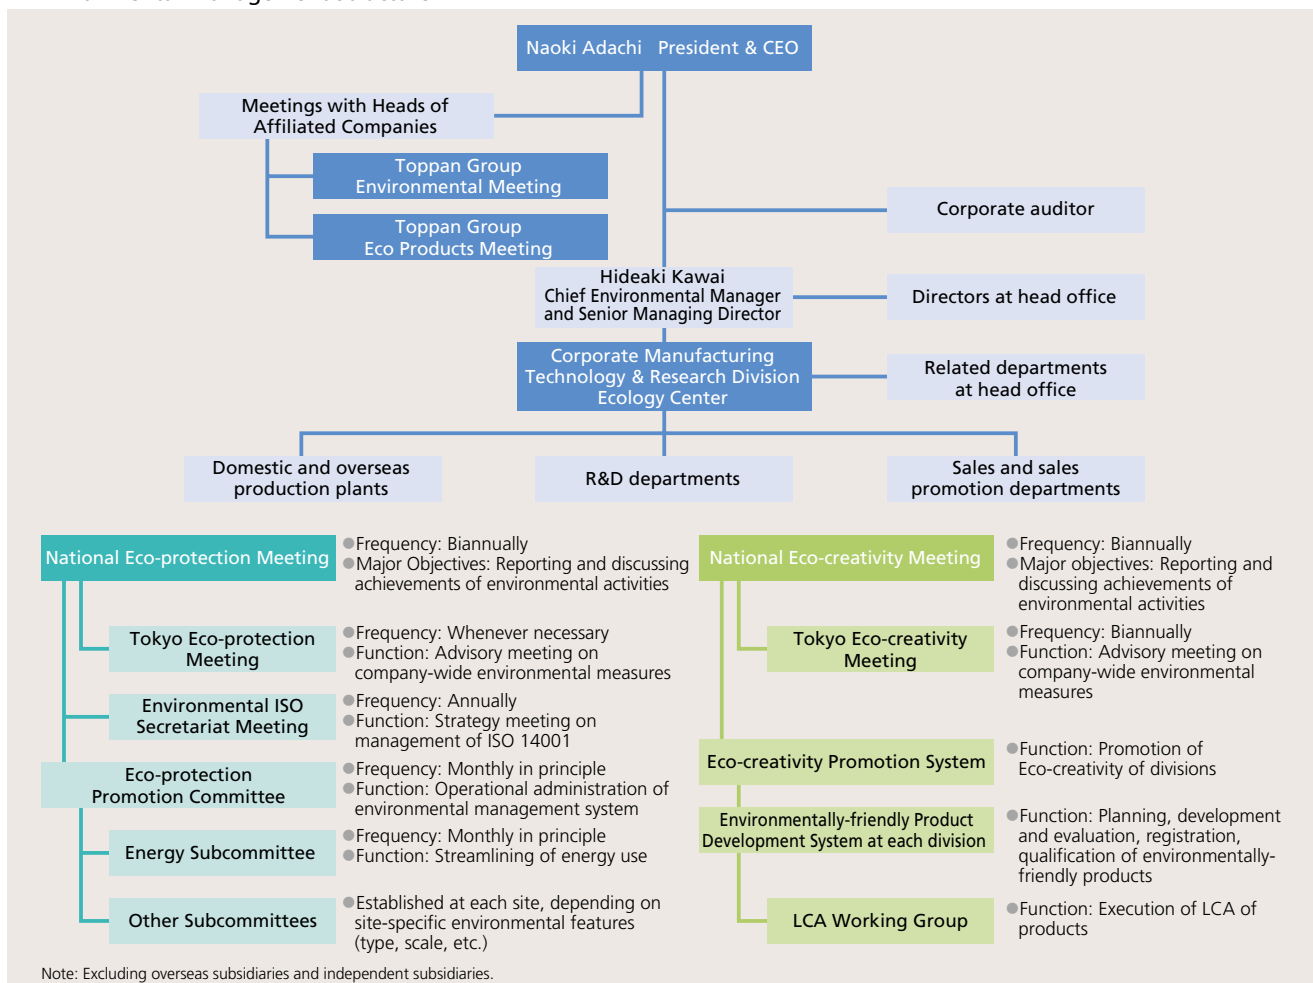 Naoki Adachi President & CEO
Meetings with Heads of
Affiliated Companies
Toppan Group
Environmental Meeting
Toppan Group
Eco Products Meeting
Corporate auditor
Hideaki Kawai
Chief Environmental Manager
and Senior Managing Director
Directors at head office
Corporate Manufacturing
Technology & Research Division
Ecology Center
Related departments
at head office
Domestic and overseas
production plants
R&D departments
Sales and sales
promotion departments
National Eco-protection Meeting
●Frequency: Biannually
●Major Objectives: Reporting and discussing
achievements of environmental activities
Tokyo Eco-protection
Meeting
●Frequency: Whenever necessary
●Function: Advisory meeting on
company-wide environmental measures
Environmental ISO
Secretariat Meeting
●Frequency: Annually
●Function: Strategy meeting on
management of ISO 14001
Eco-protection
Promotion Committee
●Frequency: Monthly in principle
●Function: Operational administration of
environmental management system
Energy Subcommittee
●Frequency: Monthly in principle
●Function: Streamlining of energy use
Other Subcommittees
●Established at each site, depending on
site-specific environmental features
(type, scale, etc.)
National Eco-creativity Meeting
●Frequency: Biannually
●Major objectives: Reporting and
discussing achievements of
environmental activities
Tokyo Eco-creativity
Meeting
●Frequency: Biannually
●Function: Advisory meeting on
company-wide environmental
measures
Eco-creativity Promotion System
●Function: Promotion of
Eco-creativity of divisions
Environmentally-friendly Product
Development System at each division
●Function: Planning, development
and evaluation, registration,
qualification of environmentally-
friendly products
LCA Working Group
●Function: Execution of LCA of
products
Note: Excluding overseas subsidiaries and independent subsidiaries.